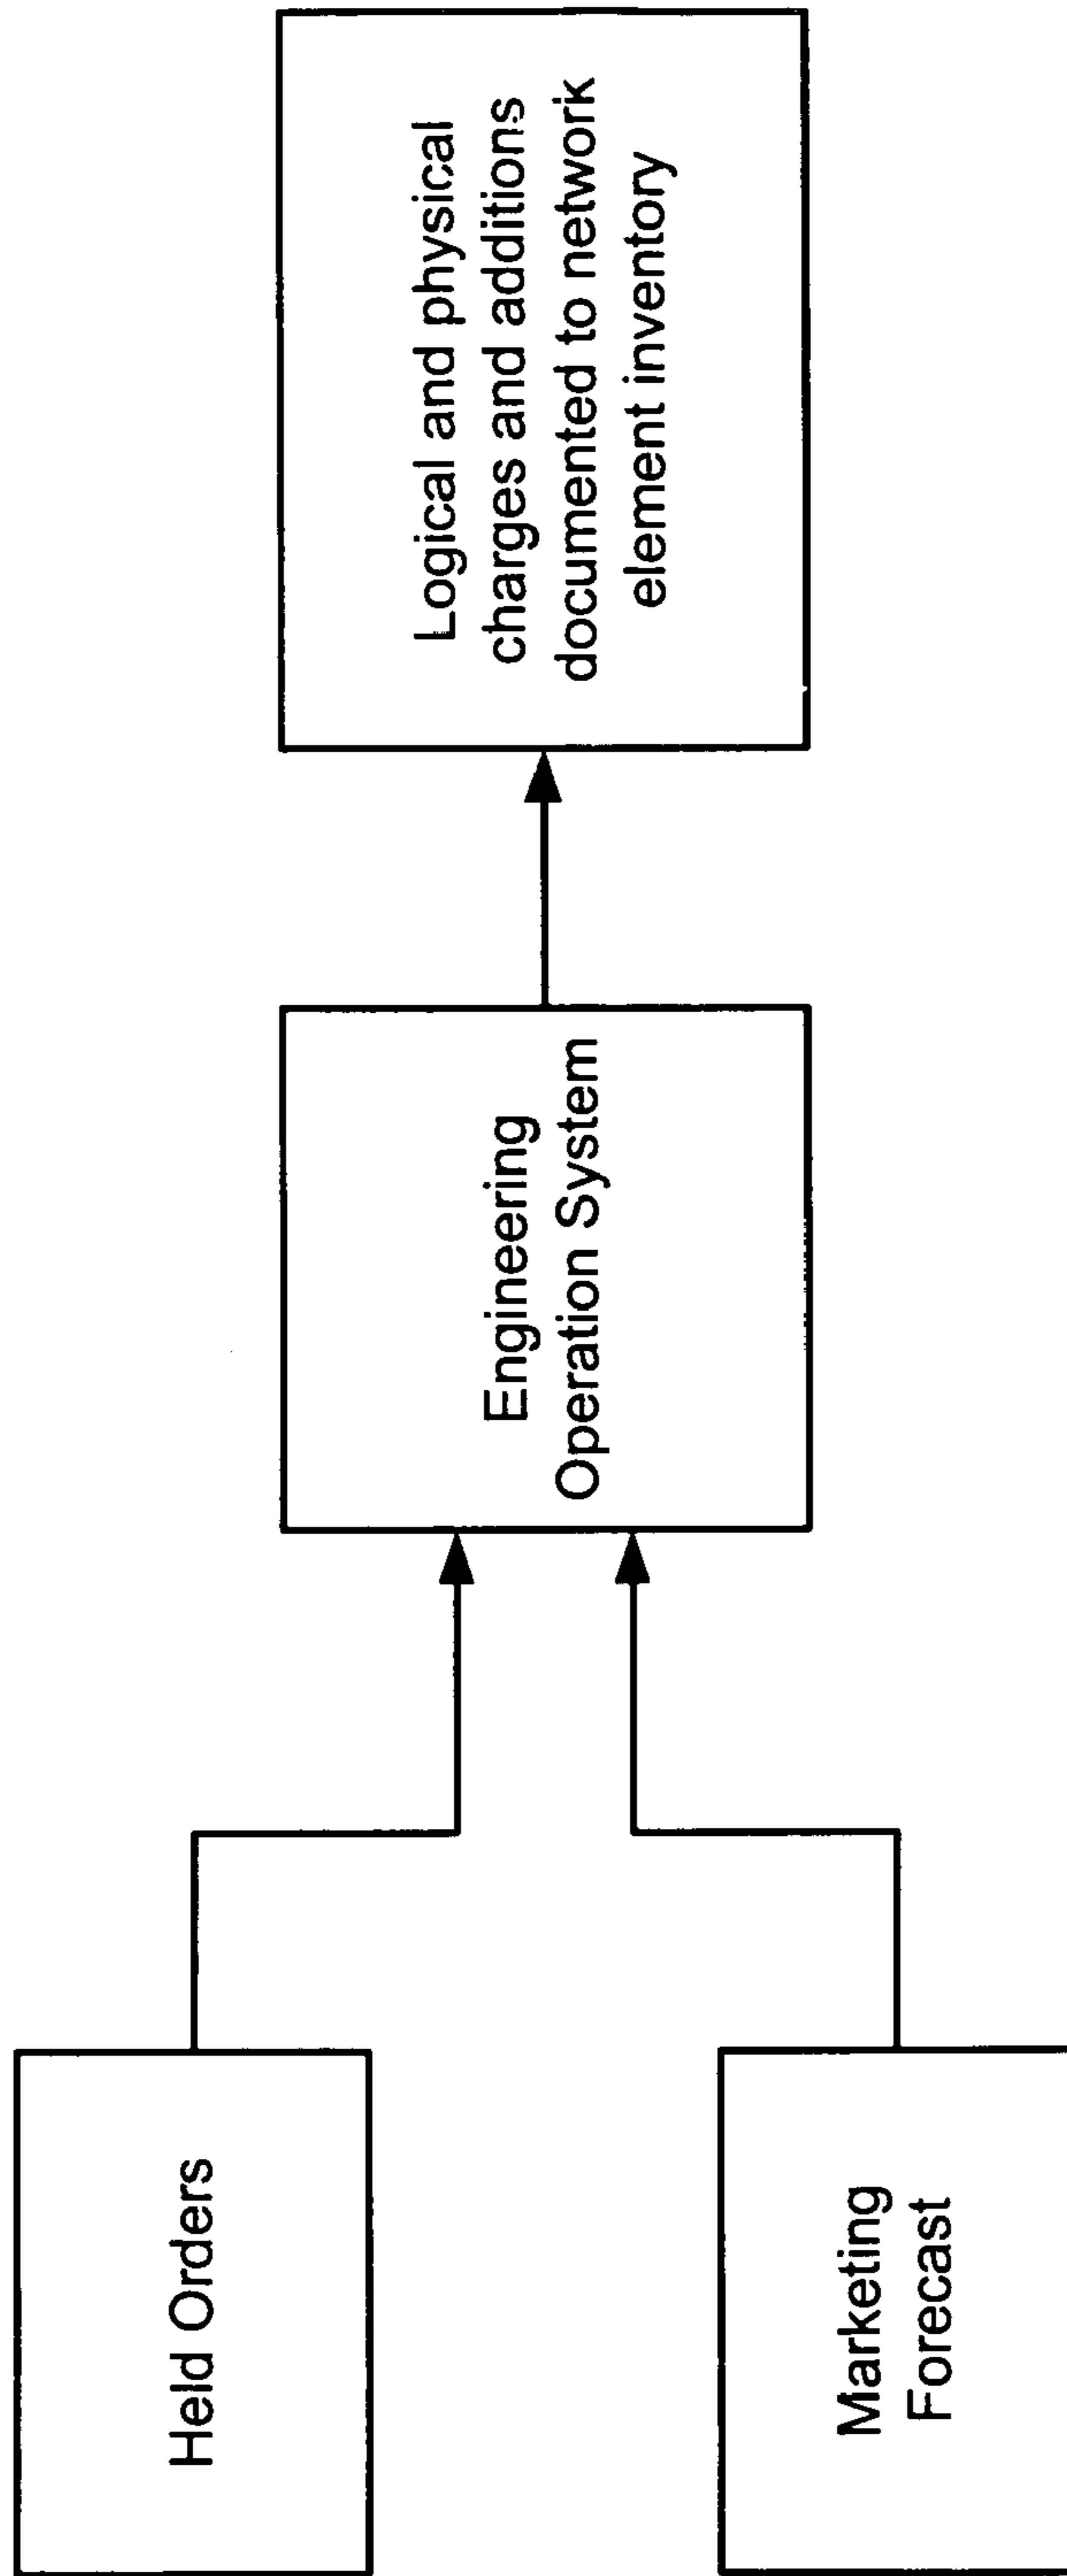 Held Orders
Marketing
Forecast
Engineering
Operation System
Logical and physical
charges and additions
documented to network
element inventory